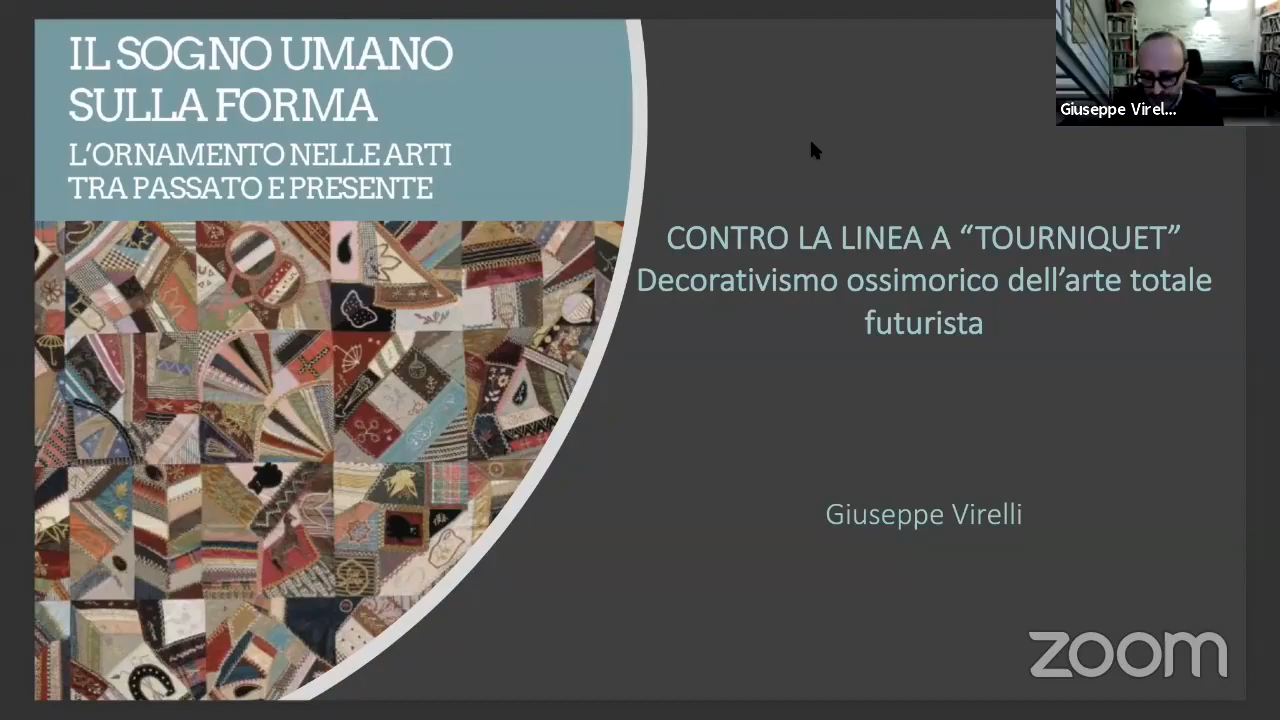 IL SOGNO UMANO
SULLA FORMA
L'ORNAMENTO NELLE ARTI
TRA PASSATO E PRESENTE
Giuseppe Virel...
CONTRO LA LINEA A “TOURNIQUET”
Decorativismo ossimorico dell’arte totale
futurista
Giuseppe Virelli
zoom